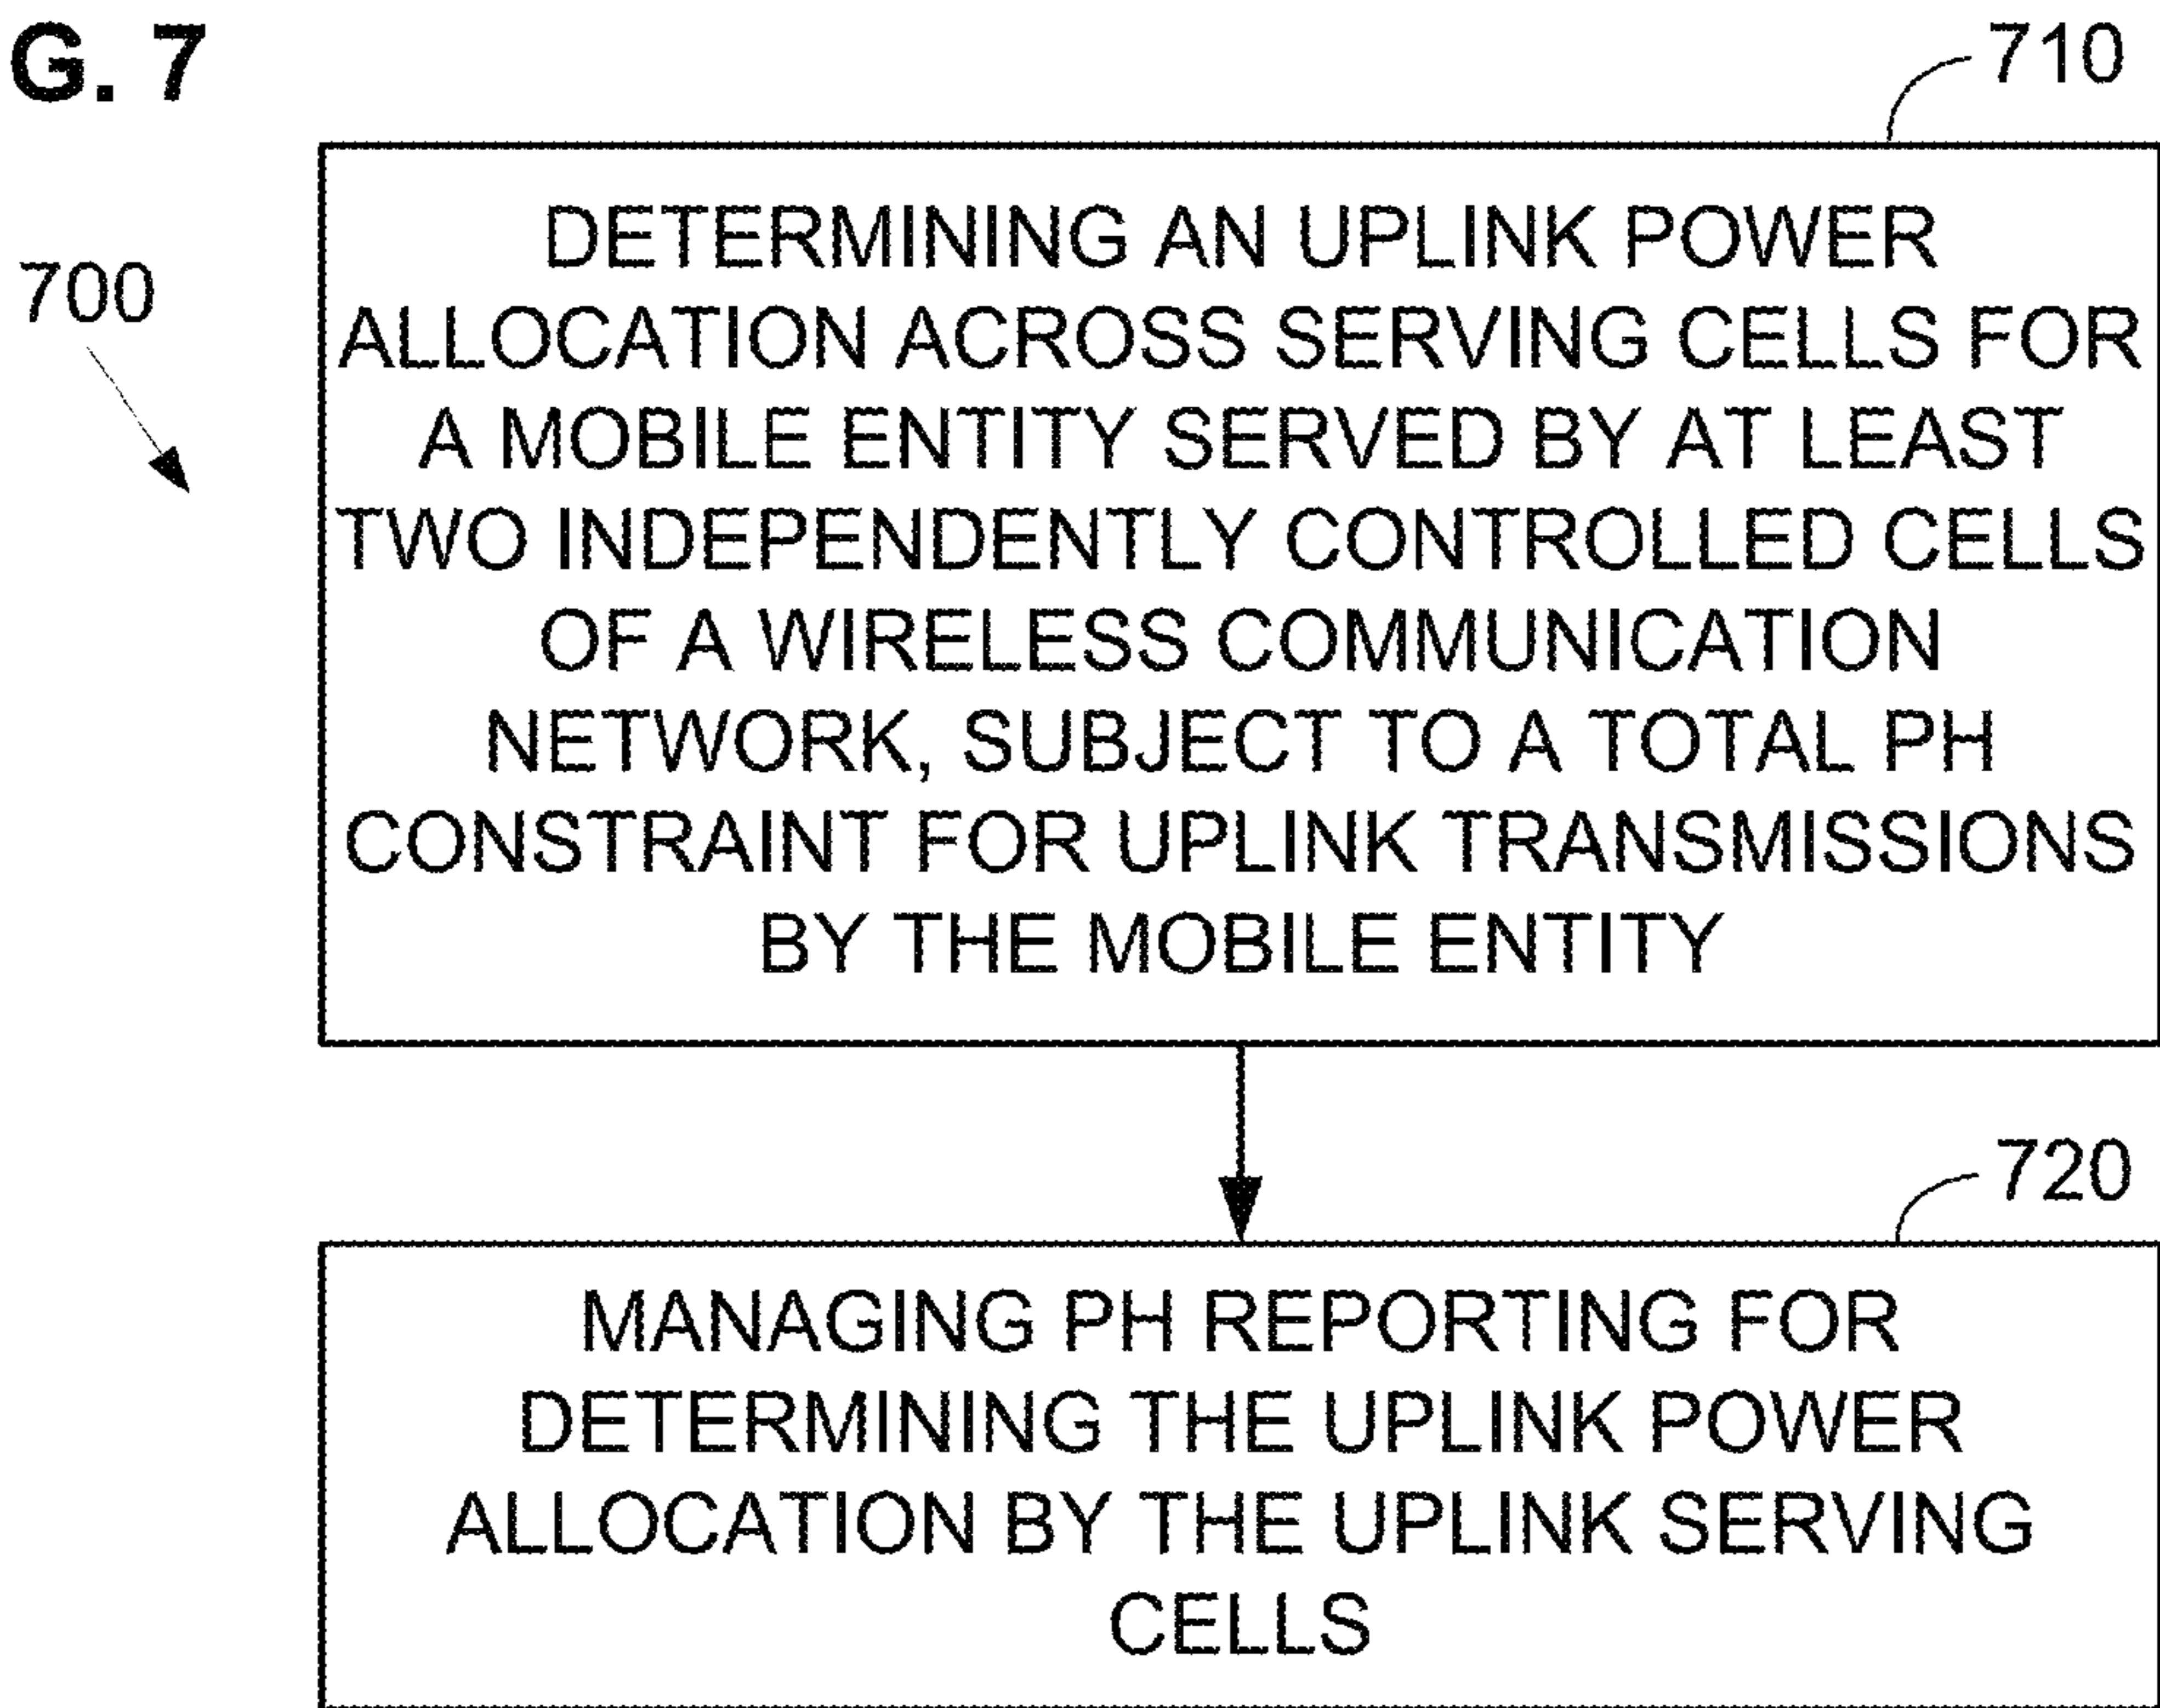 G. 7
710
700
DETERMINING AN UPLINK POWER
ALLOCATION ACROSS SERVING CELLS FOR
A MOBILE ENTITY SERVED BY AT LEAST
TWO INDEPENDENTLY CONTROLLED CELLS
OF A WIRELESS COMMUNICATION
NETWORK, SUBJECT TO A TOTAL PH
CONSTRAINT FOR UPLINK TRANSMISSIONS
BY THE MOBILE ENTITY
720
MANAGING PH REPORTING FOR
DETERMINING THE UPLINK POWER
ALLOCATION BY THE UPLINK SERVING
CELLS